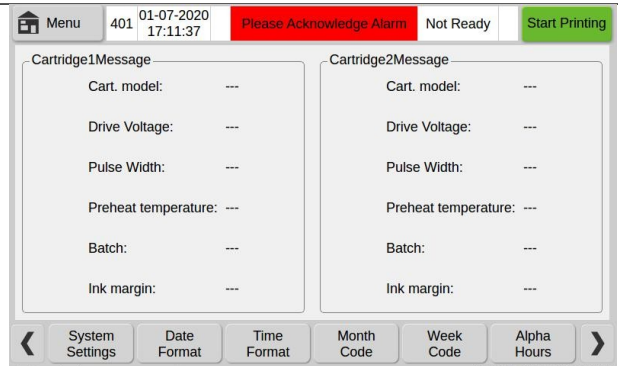 Menu
401
01-07-2020
17:11:37
Please Acknowledge Alarm
Not Ready
Start Printing
Cartridge1Message
Cart. model: ---
Drive Voltage: ---
Pulse Width: ---
Preheat temperature: ---
Batch: ---
Ink margin: ---
Cartridge2Message
Cart. model: ---
Drive Voltage: ---
Pulse Width: ---
Preheat temperature: ---
Batch: ---
Ink margin: ---
System
Settings
Date
Format
Time
Format
Month
Code
Week
Code
Alpha
Hours